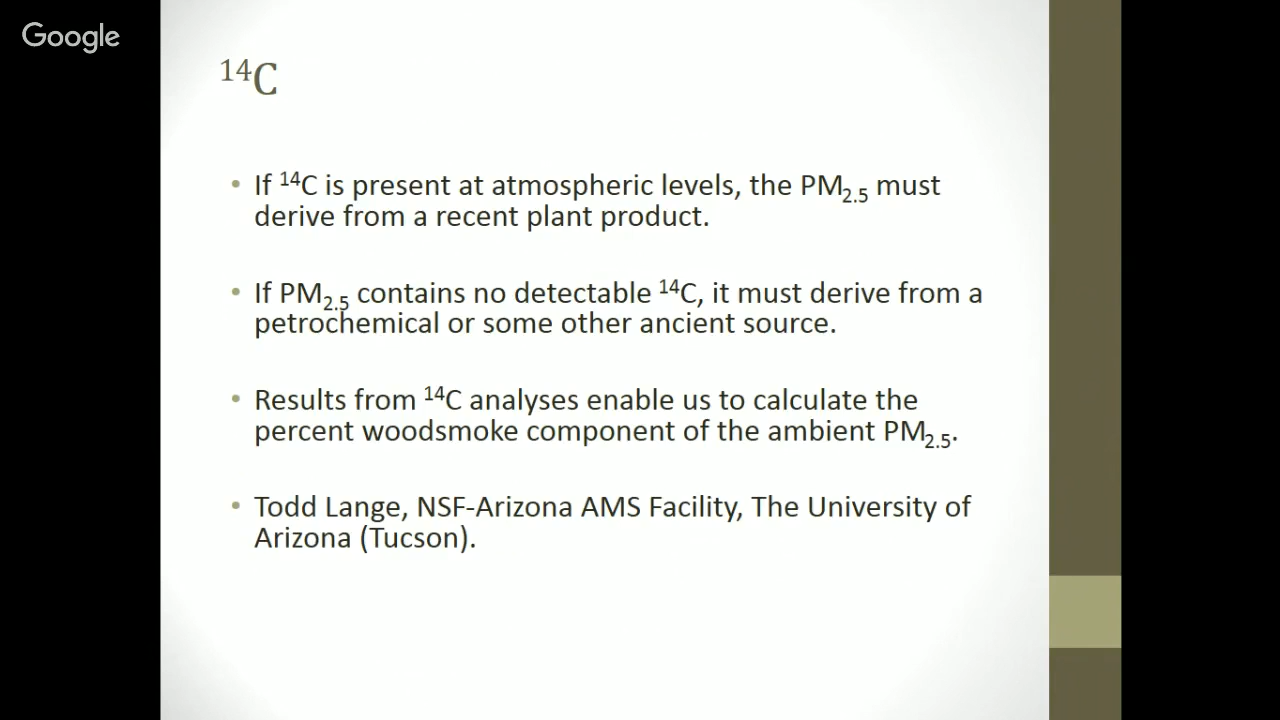 Google
¹⁴C
• If ¹⁴C is present at atmospheric levels, the PM₂.₅ must
derive from a recent plant product.
• If PM₂.₅ contains no detectable ¹⁴C, it must derive from a
petrochemical or some other ancient source.
• Results from ¹⁴C analyses enable us to calculate the
percent woodsmoke component of the ambient PM₂.₅.
• Todd Lange, NSF-Arizona AMS Facility, The University of
Arizona (Tucson).